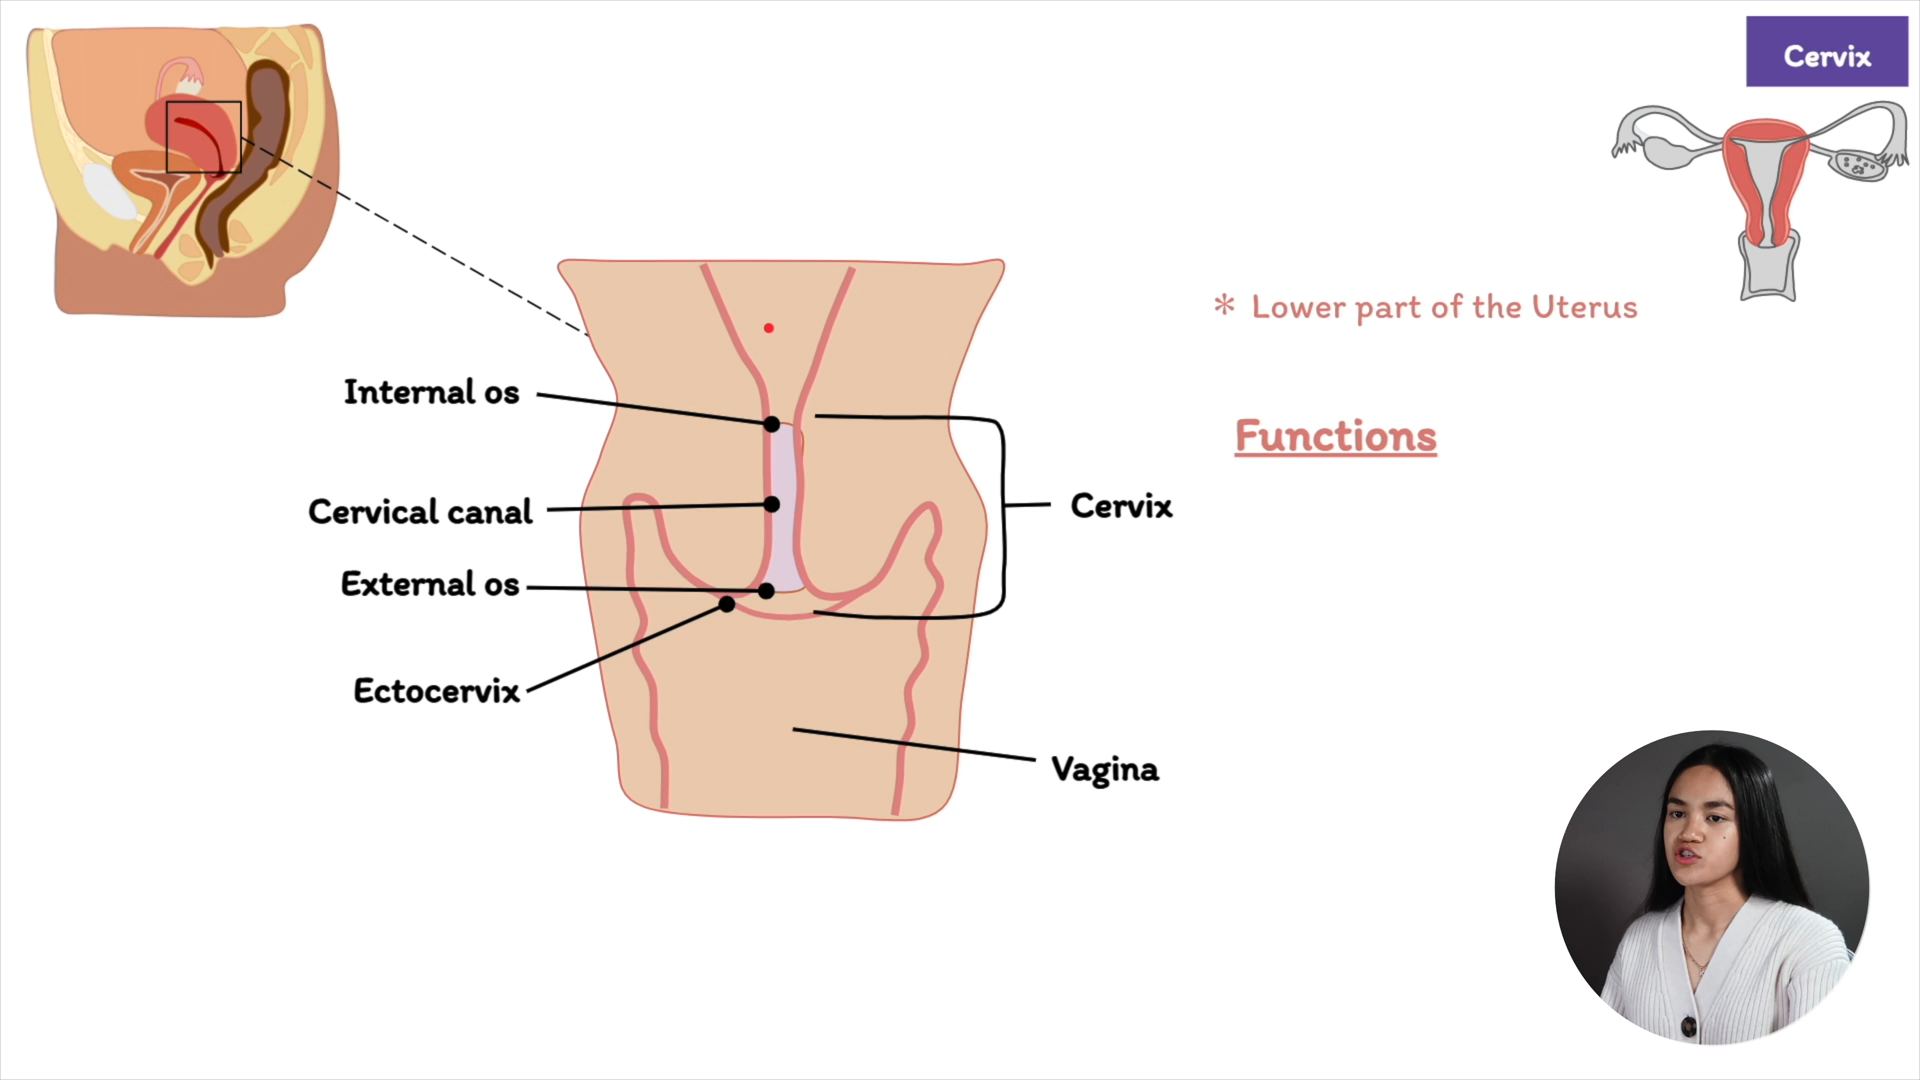 Cervix
* Lower part of the Uterus
Functions
Internal os
Cervical canal
External os
Ectocervix
Cervix
Vagina